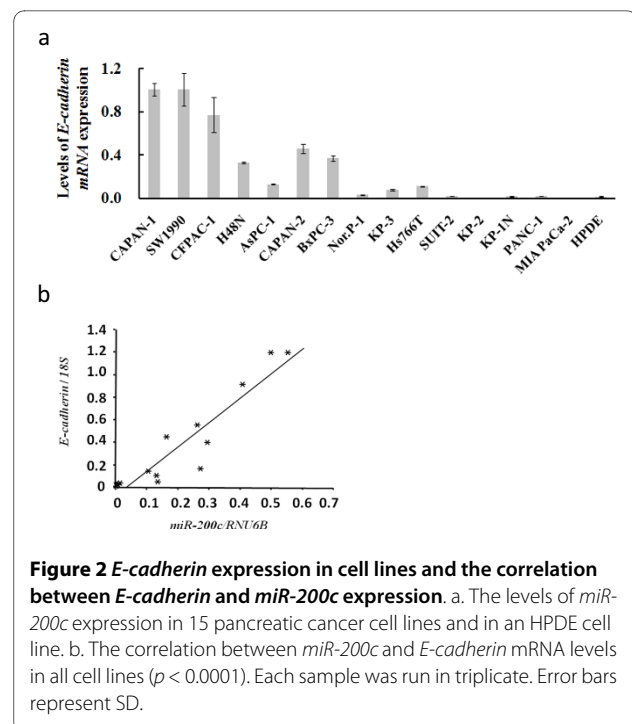 a
Levels of E-cadherin
mRNA expression
1.2
0.8
0.4
0.0
CAPAN-1
SW1990
CFPAC-1
H48N
AsPC-1
CAPAN-2
BxPC-3
Nor.P-1
KP-3
Hs766T
SUIT-2
KP-2
KP-1N
PANC-1
MIA PaCa-2
HPDE
b
E-cadherin / 18S
1.4
1.2
1.0
0.8
0.6
0.4
0.2
0
0 0.1 0.2 0.3 0.4 0.5 0.6 0.7
miR-200c/RNU6B
Figure 2 E-cadherin expression in cell lines and the correlation
between E-cadherin and miR-200c expression. a. The levels of miR-
200c expression in 15 pancreatic cancer cell lines and in an HPDE cell
line. b. The correlation between miR-200c and E-cadherin mRNA levels
in all cell lines (p < 0.0001). Each sample was run in triplicate. Error bars
represent SD.